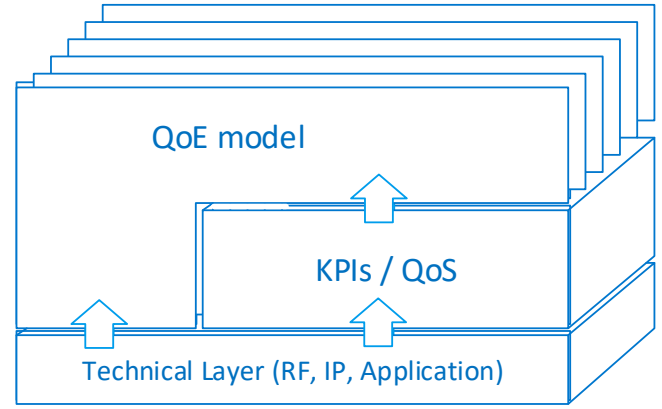 QoE model
KPIs / QoS
Technical Layer (RF, IP, Application)